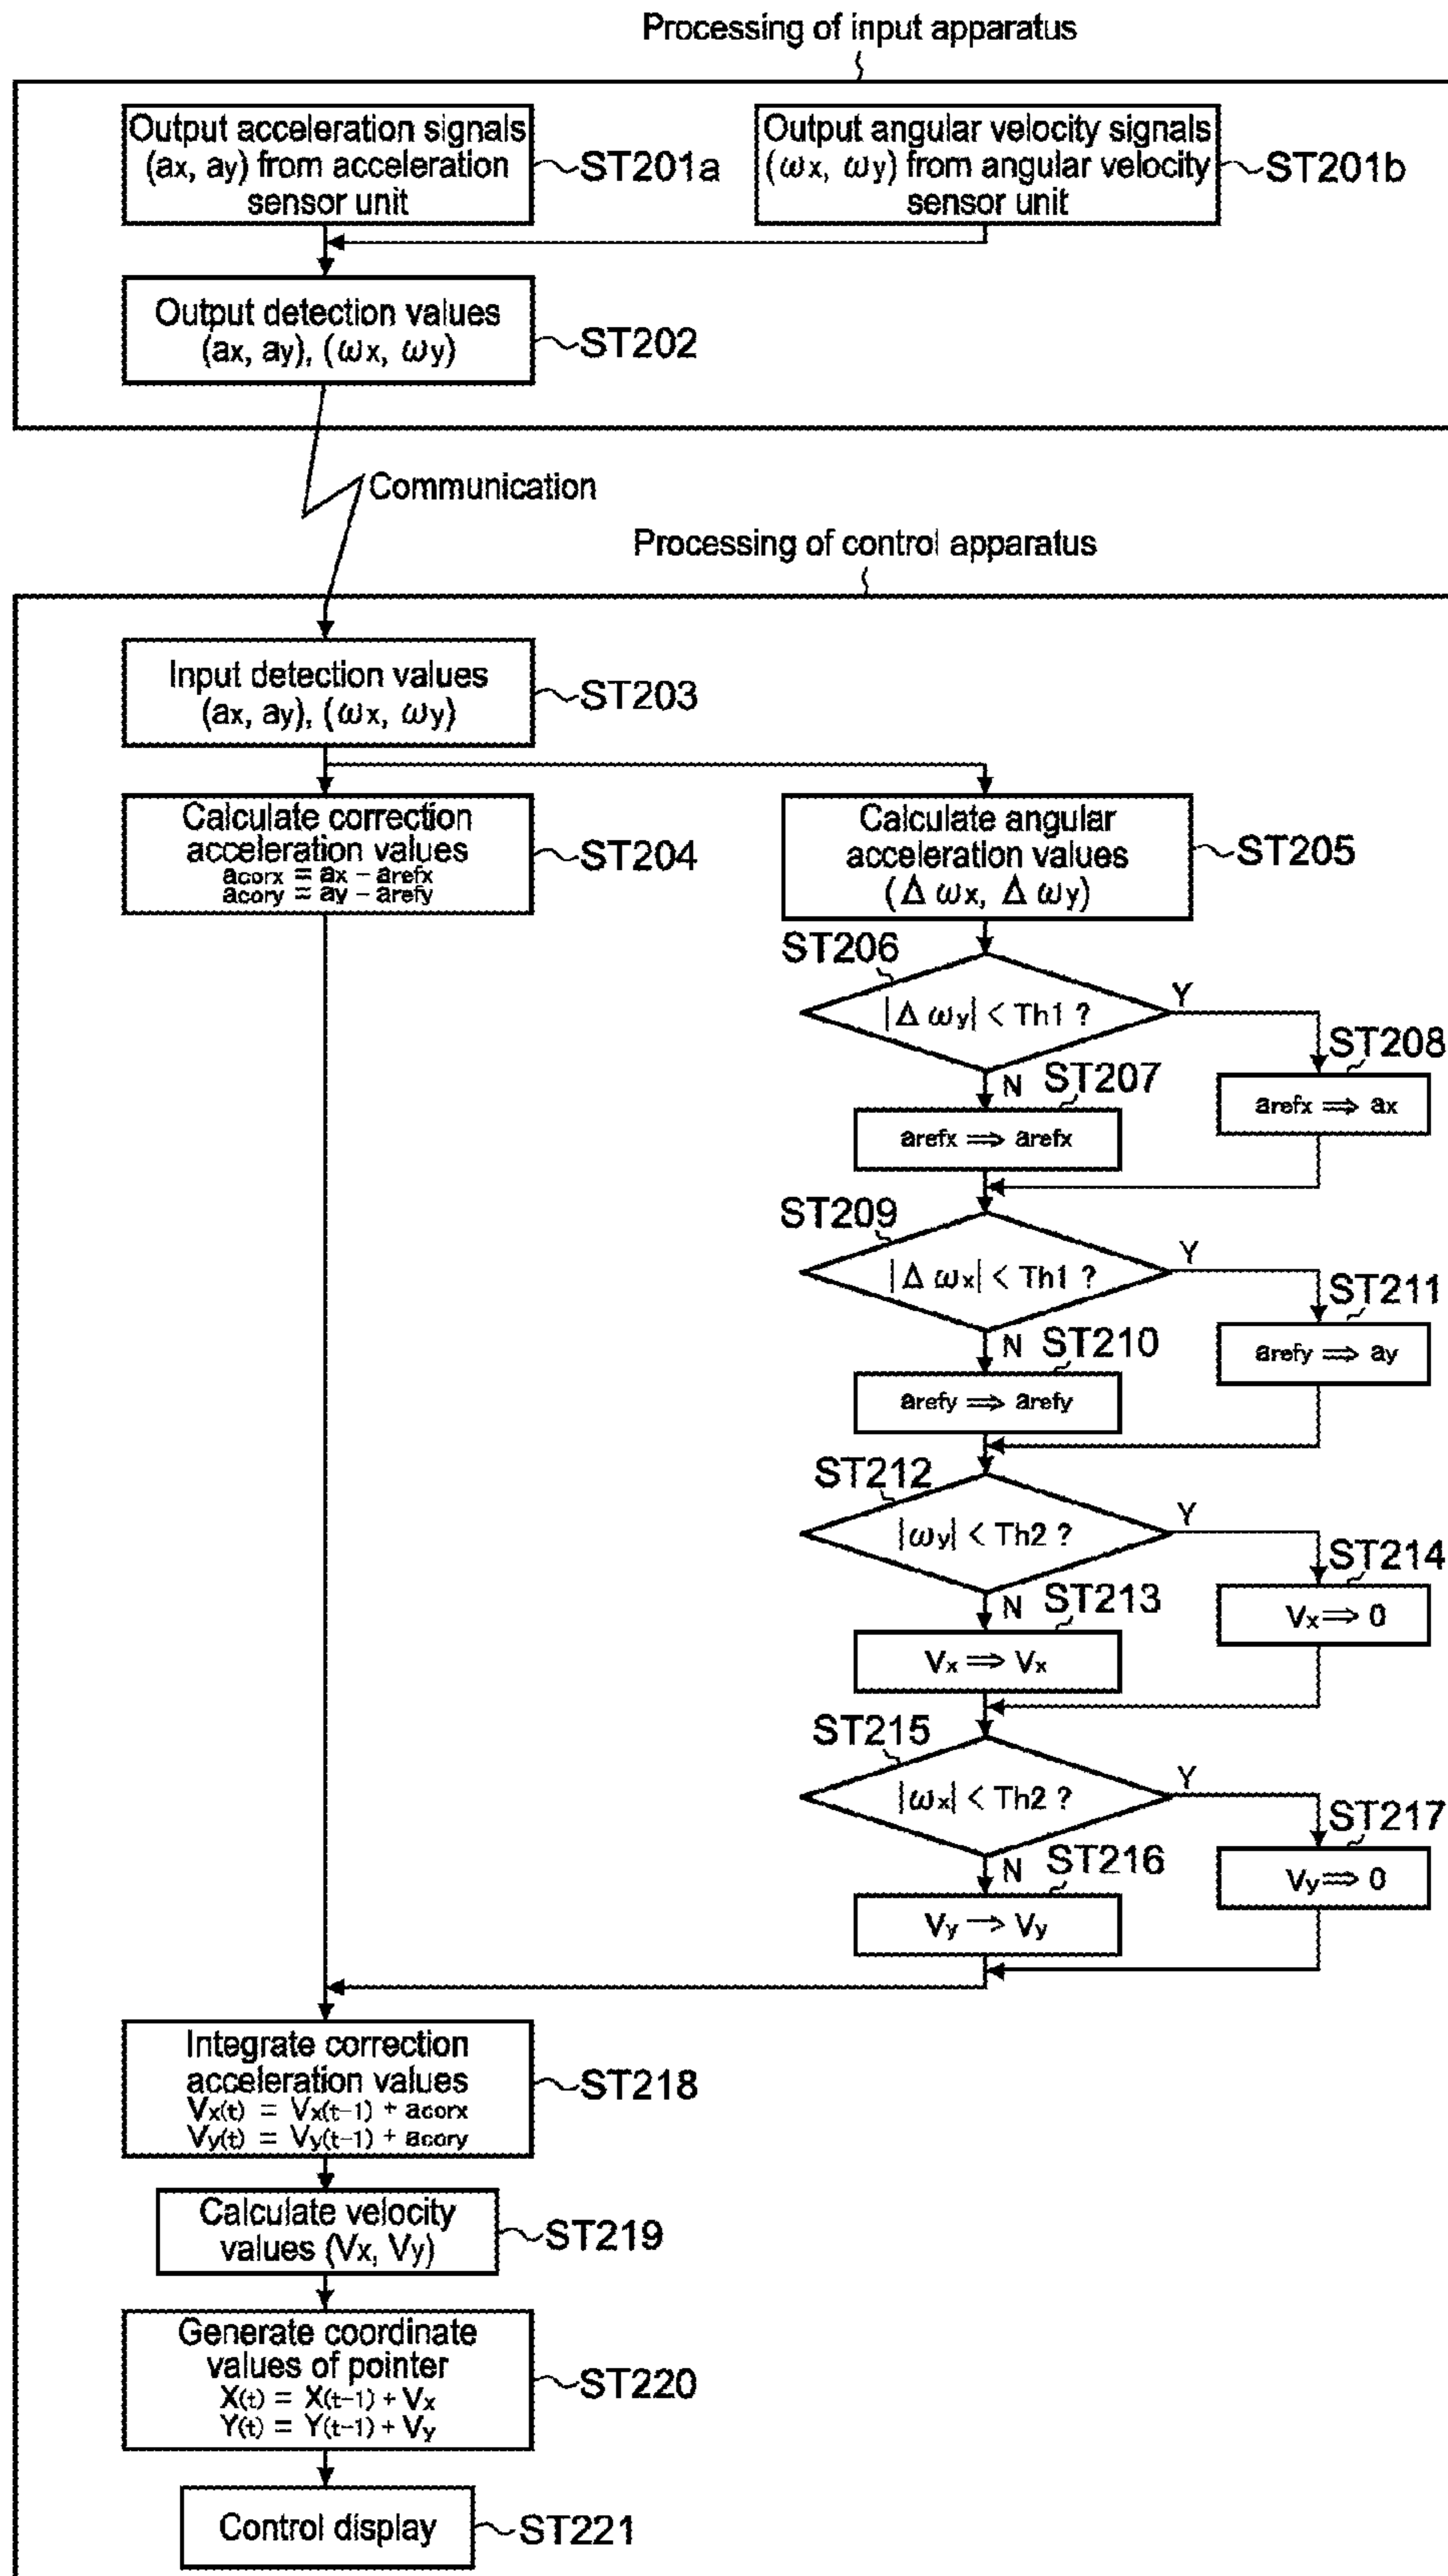 Processing of input apparatus
Output acceleration signals
(ax, ay) from acceleration
sensor unit
ST201a
Output angular velocity signals
(ωx, ωy) from angular velocity
sensor unit
ST201b
Output detection values
(ax, ay), (ωx, ωy)
ST202
Communication
Processing of control apparatus
Input detection values
(ax, ay), (ωx, ωy)
ST203
Calculate correction
acceleration values
acorx = ax – arefx
acory = ay – arefy
ST204
Calculate angular
acceleration values
(Δωx, Δωy)
ST205
ST206
|Δωy| < Th1 ?
Y
N
ST207
arefx ⇒ arefx
ST208
arefx ⇒ ax
ST209
|Δωx| < Th1 ?
Y
N
ST210
arefy ⇒ arefy
ST211
arefy ⇒ ay
ST212
|ωy| < Th2 ?
Y
N
ST213
Vx ⇒ Vx
ST214
Vx ⇒ 0
ST215
|ωx| < Th2 ?
Y
N
ST216
Vy → Vy
ST217
Vy ⇒ 0
Integrate correction
acceleration values
Vx(t) = Vx(t-1) + acorx
Vy(t) = Vy(t-1) + acory
ST218
Calculate velocity
values (Vx, Vy)
ST219
Generate coordinate
values of pointer
X(t) = X(t-1) + Vx
Y(t) = Y(t-1) + Vy
ST220
Control display
ST221